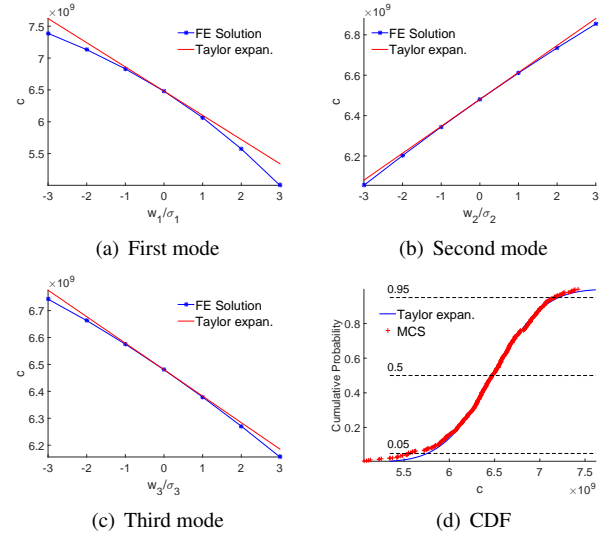 ×10⁹
7.5
6.5
5.5
c
-3 -2 -1 0 1 2 3
w₁/σ₁
FE Solution
Taylor expan.
(a) First mode
×10⁹
6.8
6.6
6.4
6.2
c
-3 -2 -1 0 1 2 3
w₂/σ₂
FE Solution
Taylor expan.
(b) Second mode
×10⁹
6.7
6.6
6.5
6.4
6.3
6.2
c
-3 -2 -1 0 1 2 3
w₃/σ₃
FE Solution
Taylor expan.
(c) Third mode
0.95
0.5
0.05
Taylor expan.
MCS
Cumulative Probability
0.8
0.6
0.4
0.2
5.5 6 6.5 7 7.5
c
×10⁹
(d) CDF